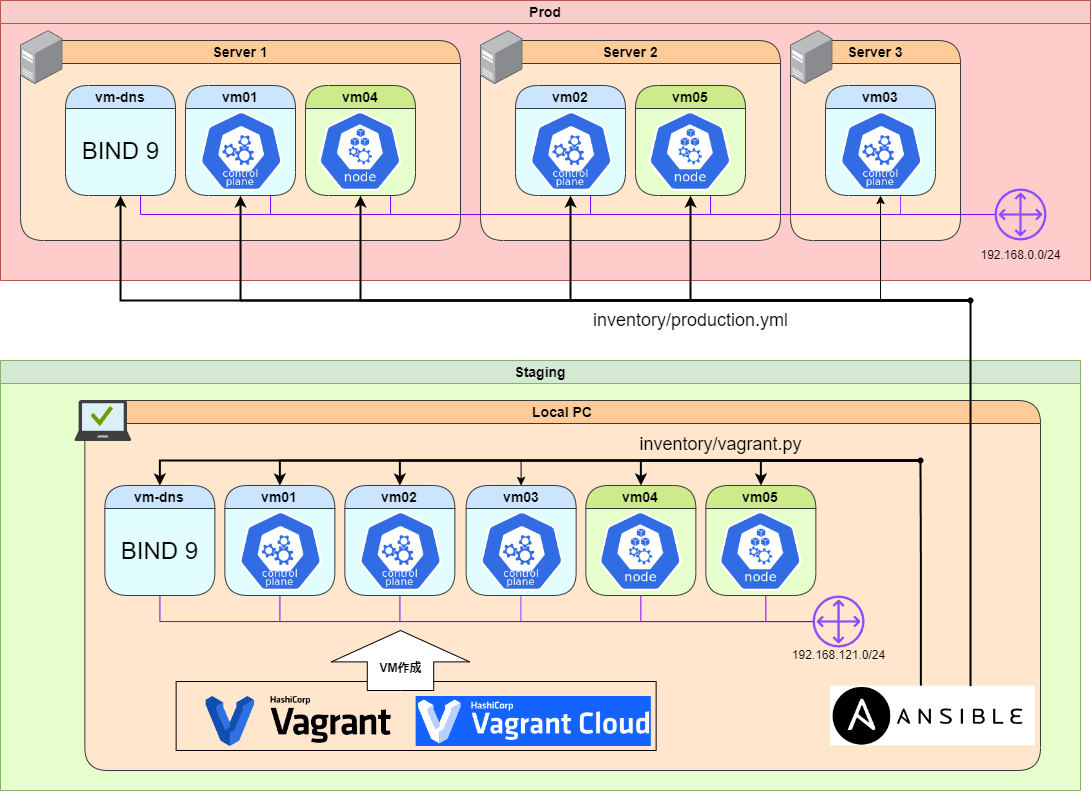 Prod
Server 1
Server 2
Server 3
vm-dns
vm01
vm04
vm02
vm05
vm03
BIND 9
control
plane
node
control
plane
node
control
plane
192.168.0.0/24
inventory/production.yml
Staging
Local PC
inventory/vagrant.py
vm-dns
vm01
vm02
vm03
vm04
vm05
BIND 9
control
plane
control
plane
control
plane
node
node
192.168.121.0/24
VM作成
HashiCorp
Vagrant
HashiCorp
Vagrant Cloud
ANSIBLE